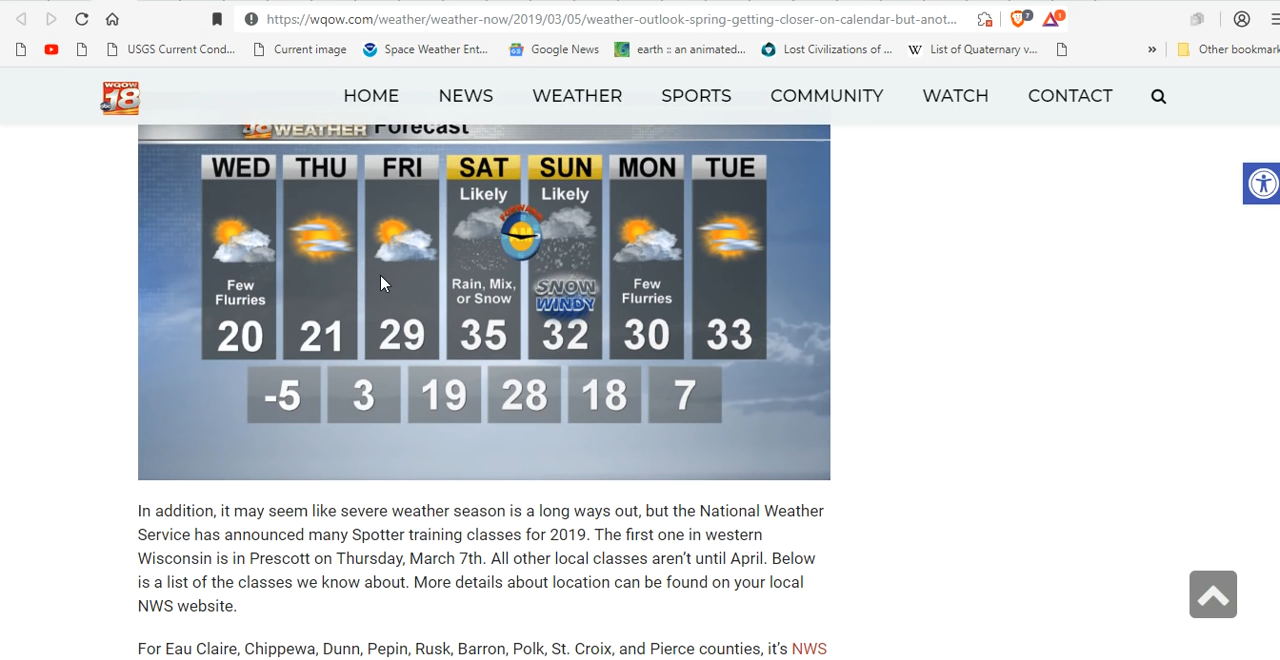 https://wqow.com/weather/weather-now/2019/03/05/weather-outlook-spring-getting-closer-on-calendar-but-anot...
7
1
USGS Current Cond...
Current image
Space Weather Ent...
Google News
earth :: an animated...
Lost Civilizations of ...
W List of Quaternary v...
»
Other bookmark
WQOW
abc 18
HOME
NEWS
WEATHER
SPORTS
COMMUNITY
WATCH
CONTACT
18 WEATHER Forecast
WED THU FRI SAT SUN MON TUE
Likely Likely
Few Flurries
Rain, Mix, or Snow
SNOW
WINDY
Few Flurries
20 21 29 35 32 30 33
-5 3 19 28 18 7
In addition, it may seem like severe weather season is a long ways out, but the National Weather
Service has announced many Spotter training classes for 2019. The first one in western
Wisconsin is in Prescott on Thursday, March 7th. All other local classes aren't until April. Below
is a list of the classes we know about. More details about location can be found on your local
NWS website.
For Eau Claire, Chippewa, Dunn, Pepin, Rusk, Barron, Polk, St. Croix, and Pierce counties, it's NWS